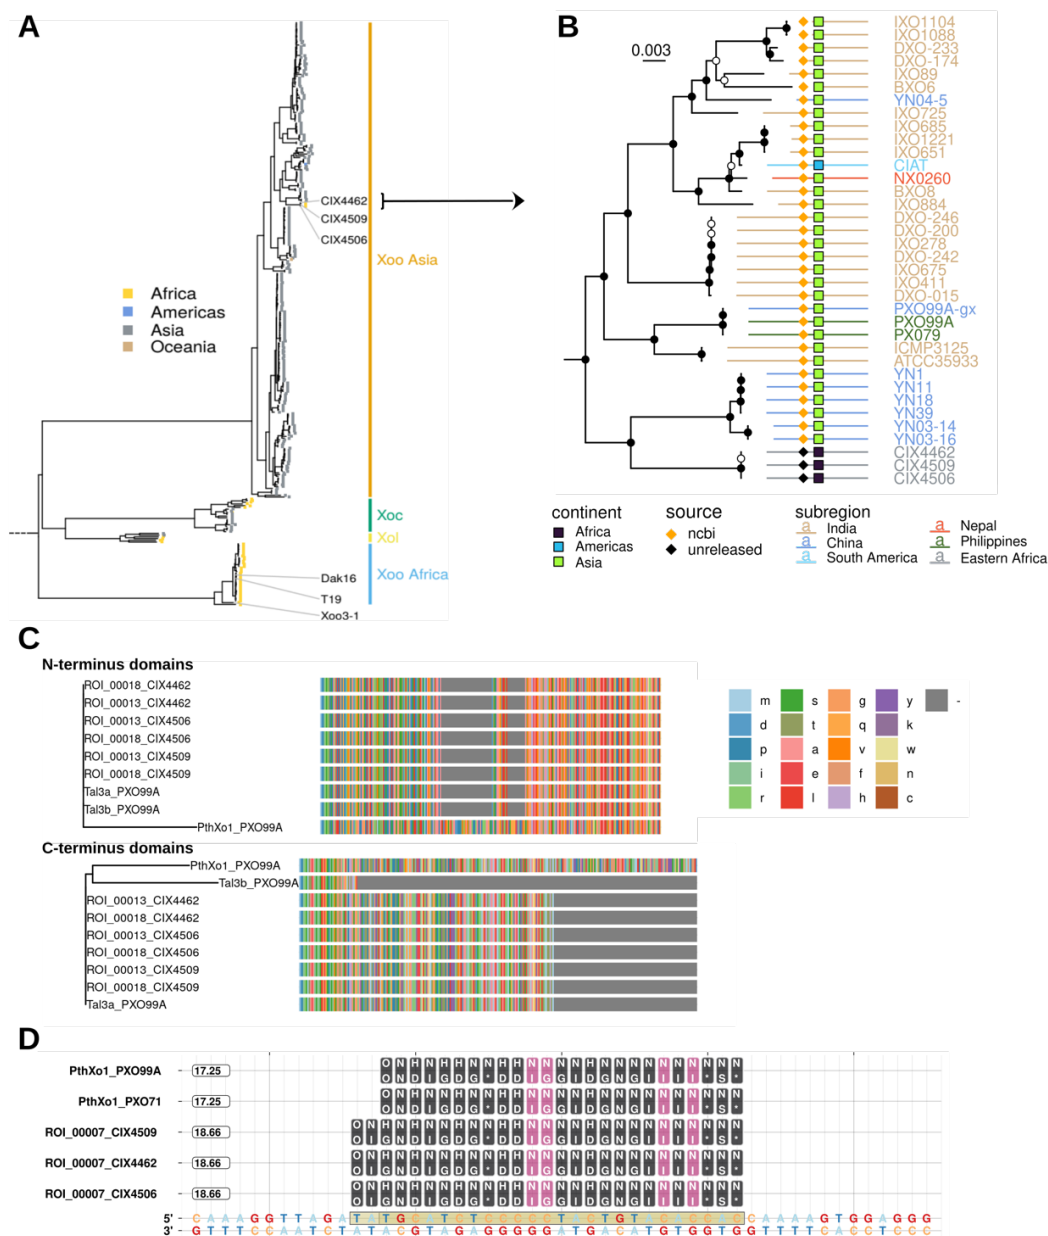 A
CIX4462
CIX4509
CIX4506
Xoo Asia
Africa
Americas
Asia
Oceania
Xoc
Xol
Xoo Africa
Dak16
T19
Xoo3-1
B
0.003
IXO1104
IXO1088
DXO-233
DXO-174
IXO89
BXO6
YN04-5
IXO725
IXO685
IXO1221
IXO651
CIAT
NX0260
BXO8
IXO884
DXO-246
DXO-200
IXO278
DXO-242
IXO675
IXO411
DXO-015
PXO99A-gx
PXO99A
PX079
ICMP3125
ATCC35933
YN1
YN11
YN18
YN39
YN03-14
YN03-16
CIX4462
CIX4509
CIX4506
continent
Africa
Americas
Asia
source
ncbi
unreleased
subregion
a India
a China
a South America
a Nepal
a Philippines
a Eastern Africa
C
N-terminus domains
ROI_00018_CIX4462
ROI_00013_CIX4462
ROI_00013_CIX4506
ROI_00018_CIX4506
ROI_00013_CIX4509
ROI_00018_CIX4509
Tal3a_PXO99A
Tal3b_PXO99A
PthXo1_PXO99A
m s g y -
d t q k
p a v w
i e f n
r l h c
C-terminus domains
PthXo1_PXO99A
Tal3b_PXO99A
ROI_00013_CIX4462
ROI_00018_CIX4462
ROI_00013_CIX4506
ROI_00018_CIX4506
ROI_00013_CIX4509
ROI_00018_CIX4509
Tal3a_PXO99A
D
PthXo1_PXO99A 17.25
O N H N H H N N H H N N N N H N N N N N N N N N N
O N D I G D G * D D I G G I D G N G I I I I * S *
PthXo1_PXO71 17.25
O N H N H H N N H H N N N N H N N N N N N N N N N
O N D I G D G * D D I G G I D G N G I I I I * S *
ROI_00007_CIX4509 18.66
O N H N H N H H N N H H N N N N H N N N N N N N N N N
O I G N D I G D G * D D I G G I D G N G I I I I * S *
ROI_00007_CIX4462 18.66
ROI_00007_CIX4506 18.66
5'
3' G T T T C C A A T C T A T A C G T A G A G G G G G A T G A C A T G T G G T G G T T T T C A C C T C C C